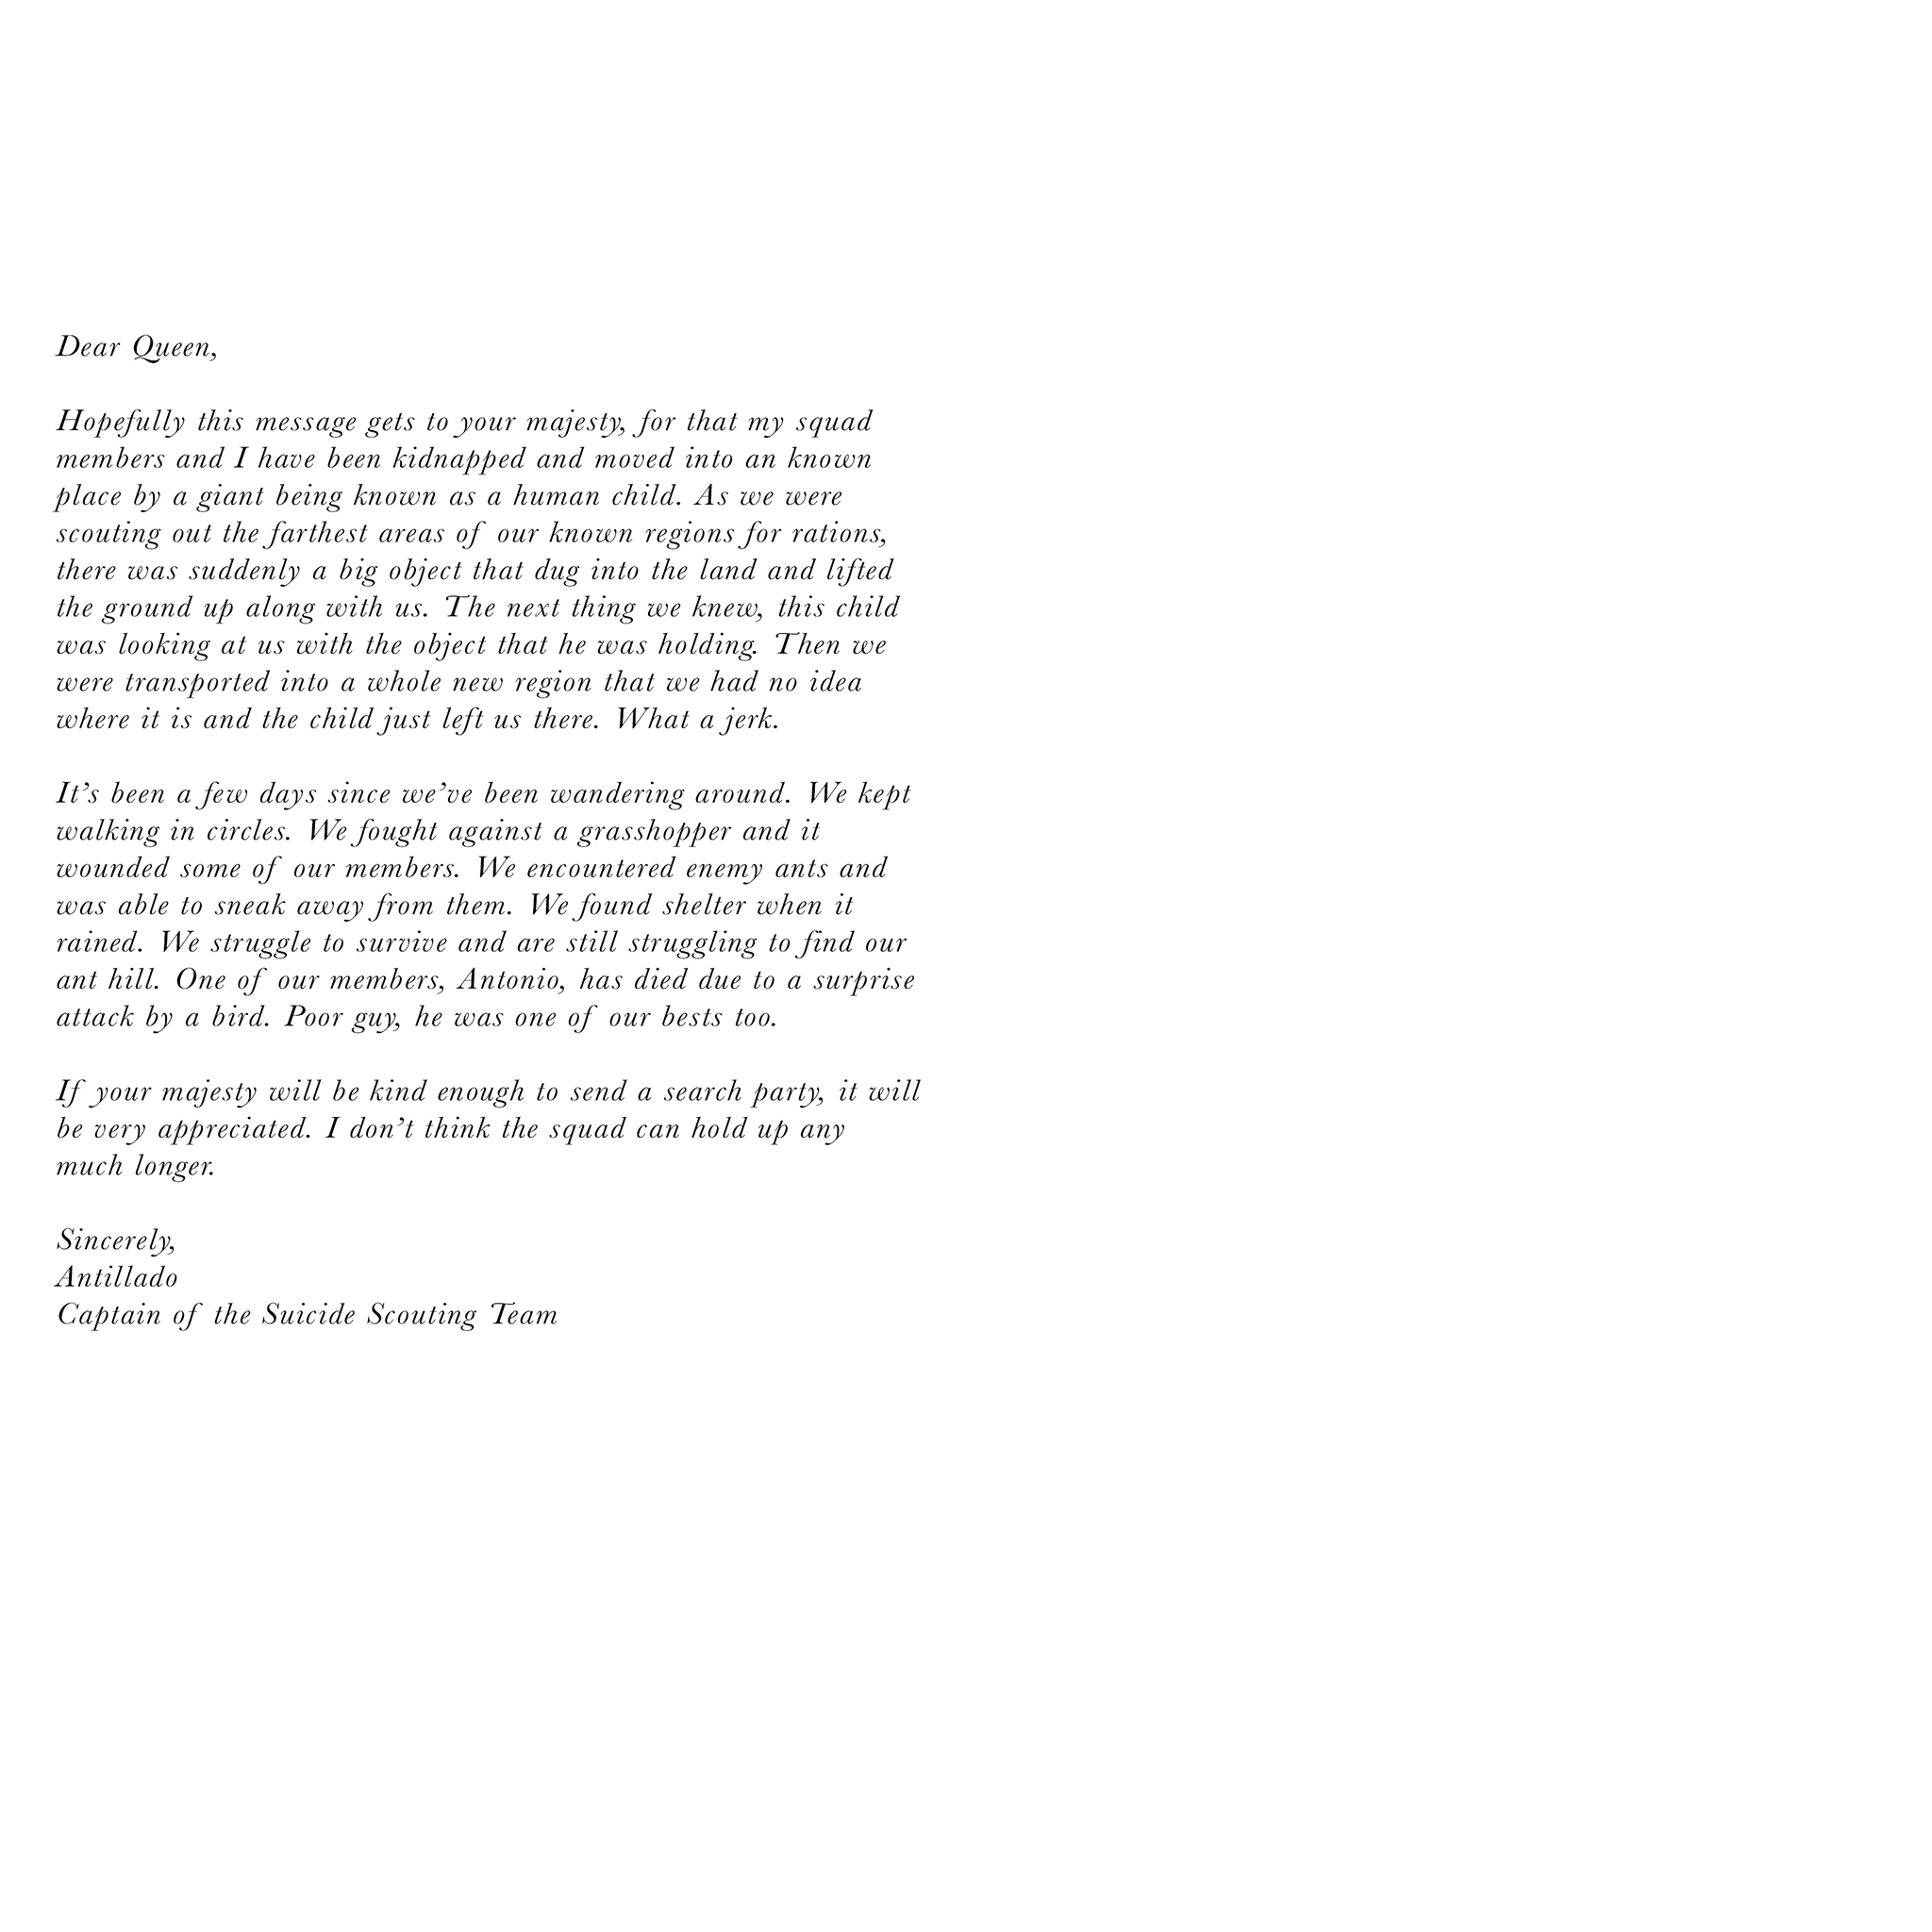 Dear Queen,
Hopefully this message gets to your majesty, for that my squad
members and I have been kidnapped and moved into an known
place by a giant being known as a human child. As we were
scouting out the farthest areas of our known regions for rations,
there was suddenly a big object that dug into the land and lifted
the ground up along with us. The next thing we knew, this child
was looking at us with the object that he was holding. Then we
were transported into a whole new region that we had no idea
where it is and the child just left us there. What a jerk.
It’s been a few days since we’ve been wandering around. We kept
walking in circles. We fought against a grasshopper and it
wounded some of our members. We encountered enemy ants and
was able to sneak away from them. We found shelter when it
rained. We struggle to survive and are still struggling to find our
ant hill. One of our members, Antonio, has died due to a surprise
attack by a bird. Poor guy, he was one of our bests too.
If your majesty will be kind enough to send a search party, it will
be very appreciated. I don’t think the squad can hold up any
much longer.
Sincerely,
Antillado
Captain of the Suicide Scouting Team